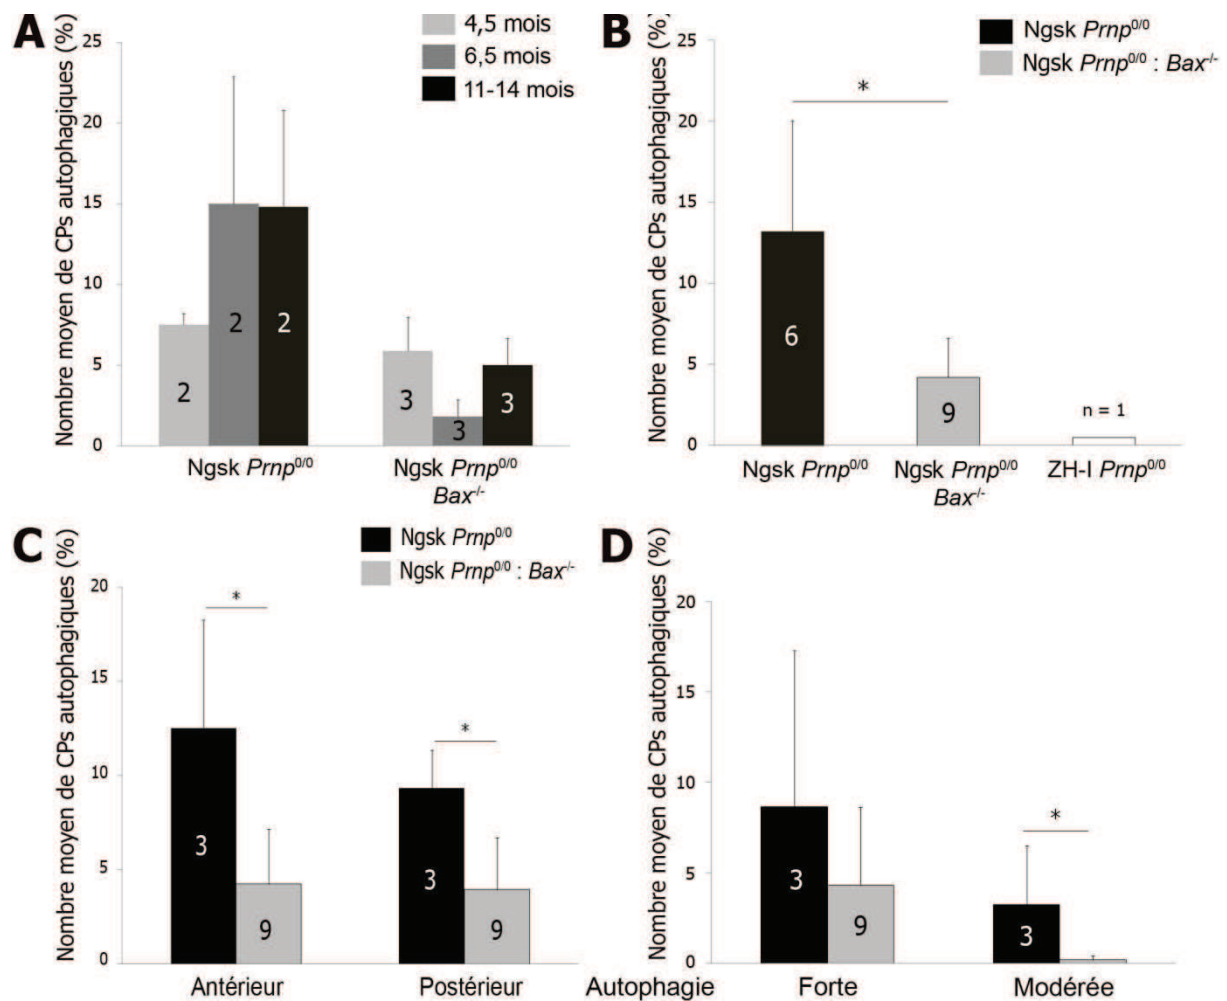 A
4,5 mois
6,5 mois
11-14 mois
Nombre moyen de CPs autophagiques (%)
25
20
15
10
5
0
2
2
2
3
3
3
Ngsk Prnp0/0
Ngsk Prnp0/0
Bax-/-
B
Ngsk Prnp0/0
Ngsk Prnp0/0 : Bax-/-
Nombre moyen de CPs autophagiques (%)
25
20
15
10
5
0
*
6
9
n = 1
Ngsk Prnp0/0
Ngsk Prnp0/0
Bax-/-
ZH-I Prnp0/0
C
Ngsk Prnp0/0
Ngsk Prnp0/0 : Bax-/-
Nombre moyen de CPs autophagiques (%)
20
15
10
5
0
*
*
3
9
3
9
Antérieur
Postérieur
D
Nombre moyen de CPs autophagiques (%)
20
15
10
5
0
*
3
9
3
Autophagie
Forte
Modérée